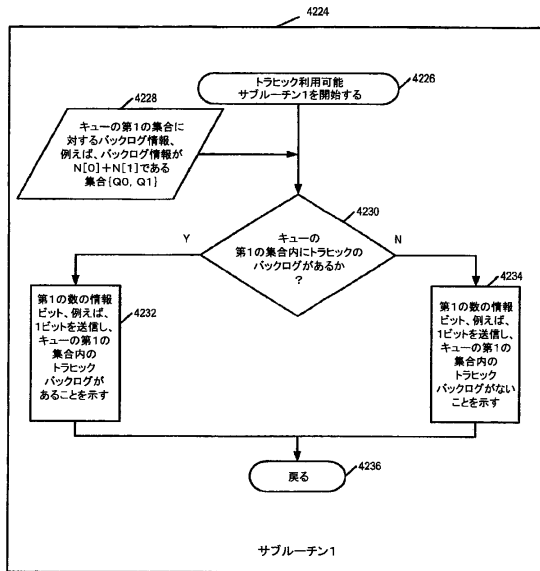 4224
トラヒック利用可能
サブルーチン1を開始する
4226
4228
キューの第1の集合に
対するバックログ情報、
例えば、バックログ情報が
N[0]+N[1]である
集合{Q0, Q1}
4230
キューの
第1の集合内にトラヒックの
バックログがあるか
?
Y
N
第1の数の情報
ビット、例えば、
1ビットを送信し、
キューの第1の
集合内の
トラヒック
バックログが
あることを示す
4232
4234
第1の数の情報
ビット、例えば、
1ビットを送信し、
キューの第1の
集合内の
トラヒック
バックログがない
ことを示す
戻る
4236
サブルーチン1